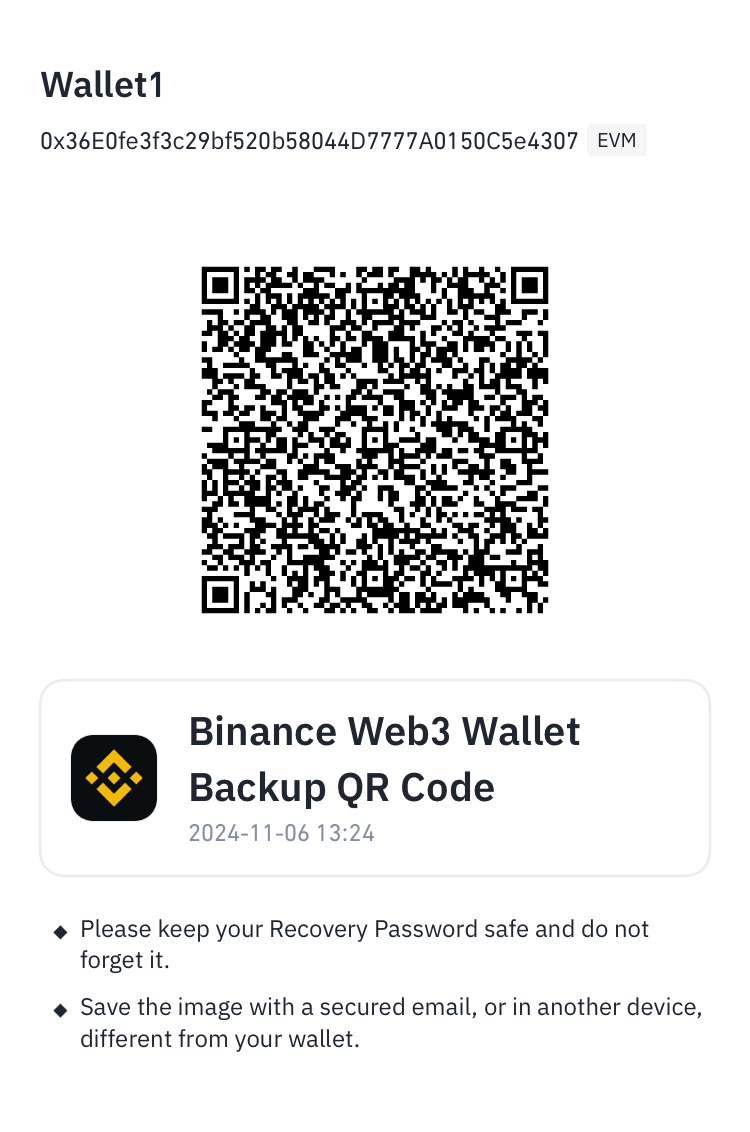 Wallet1
0x36E0fe3f3c29bf520b58044D7777A0150C5e4307 EVM
Binance Web3 Wallet
Backup QR Code
2024-11-06 13:24
◆ Please keep your Recovery Password safe and do not
forget it.
◆ Save the image with a secured email, or in another device,
different from your wallet.